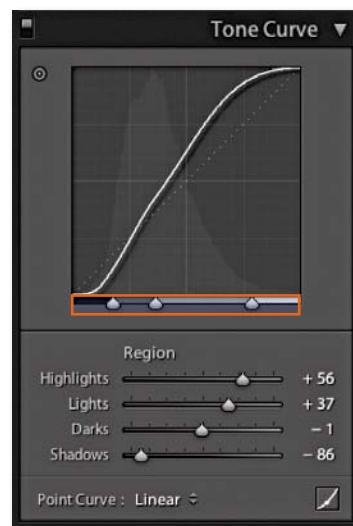 Tone Curve
Region
Highlights + 56
Lights + 37
Darks − 1
Shadows − 86
Point Curve : Linear